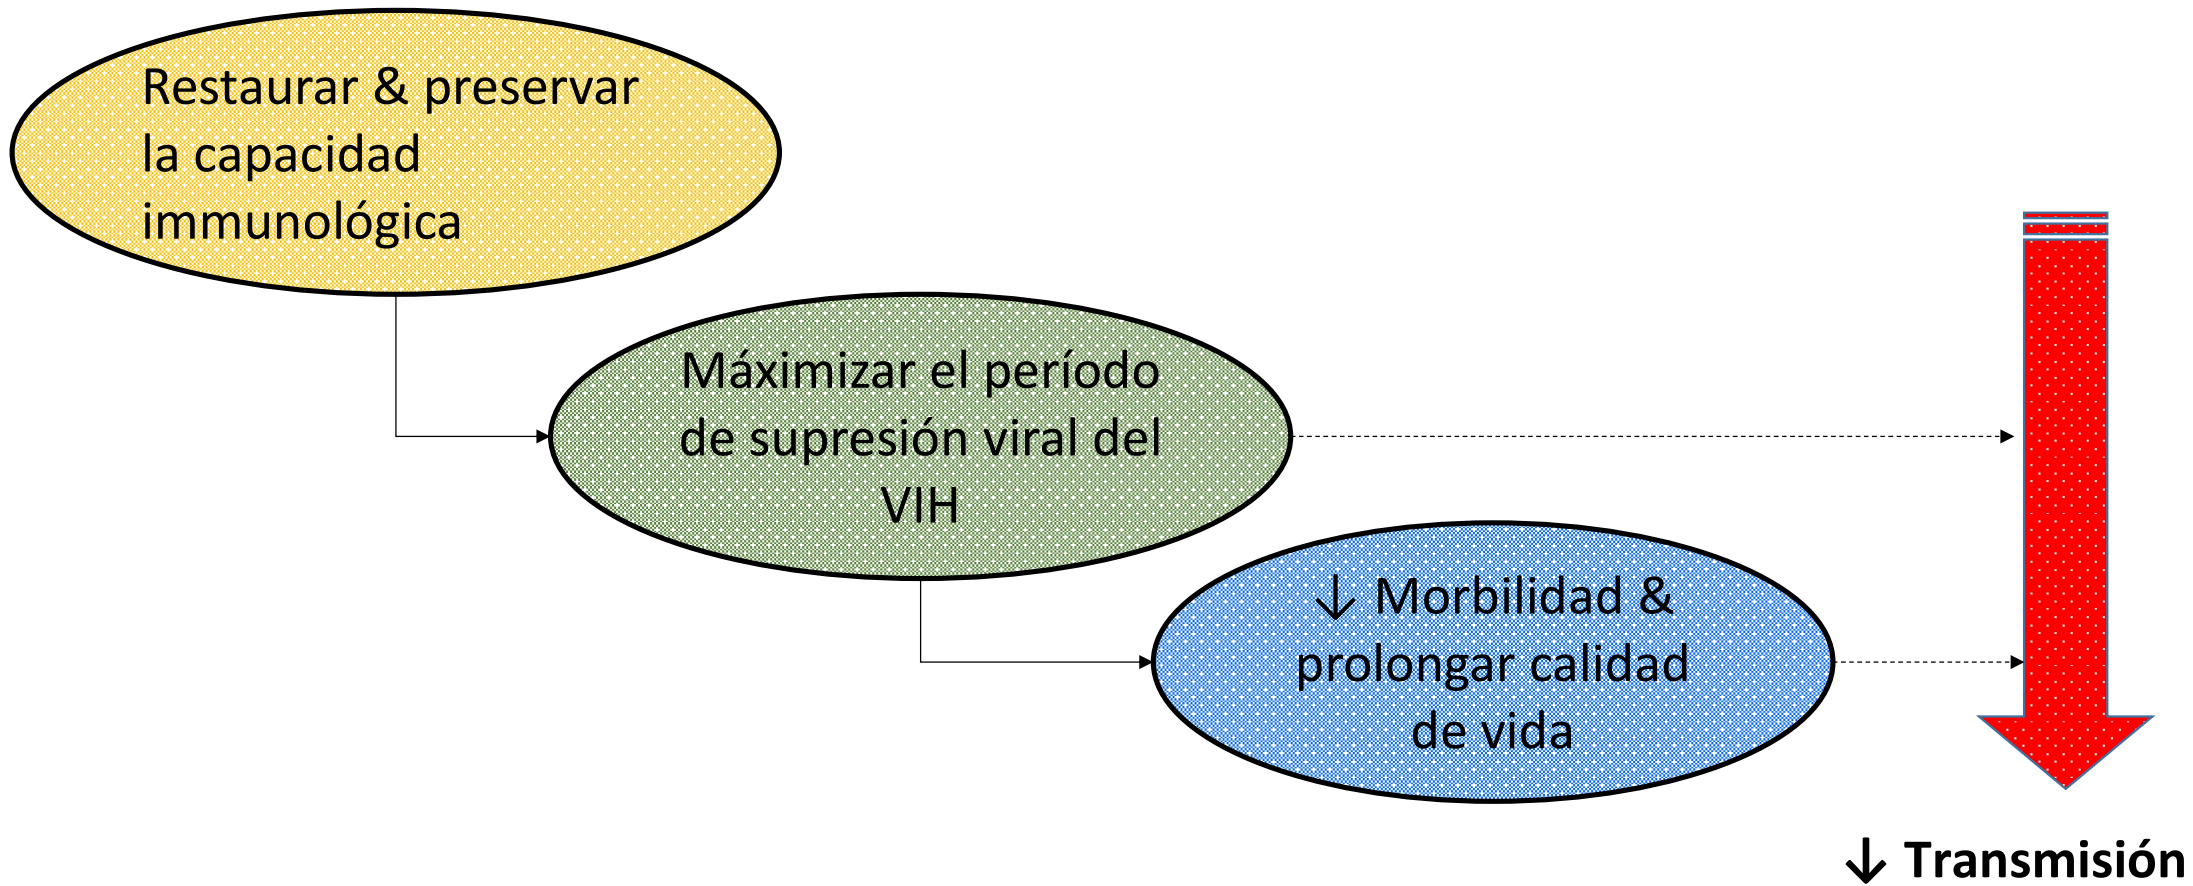 Restaurar & preservar
la capacidad
immunológica
Máximizar el período
de supresión viral del
VIH
↓ Morbilidad &
prolongar calidad
de vida
↓ Transmisión